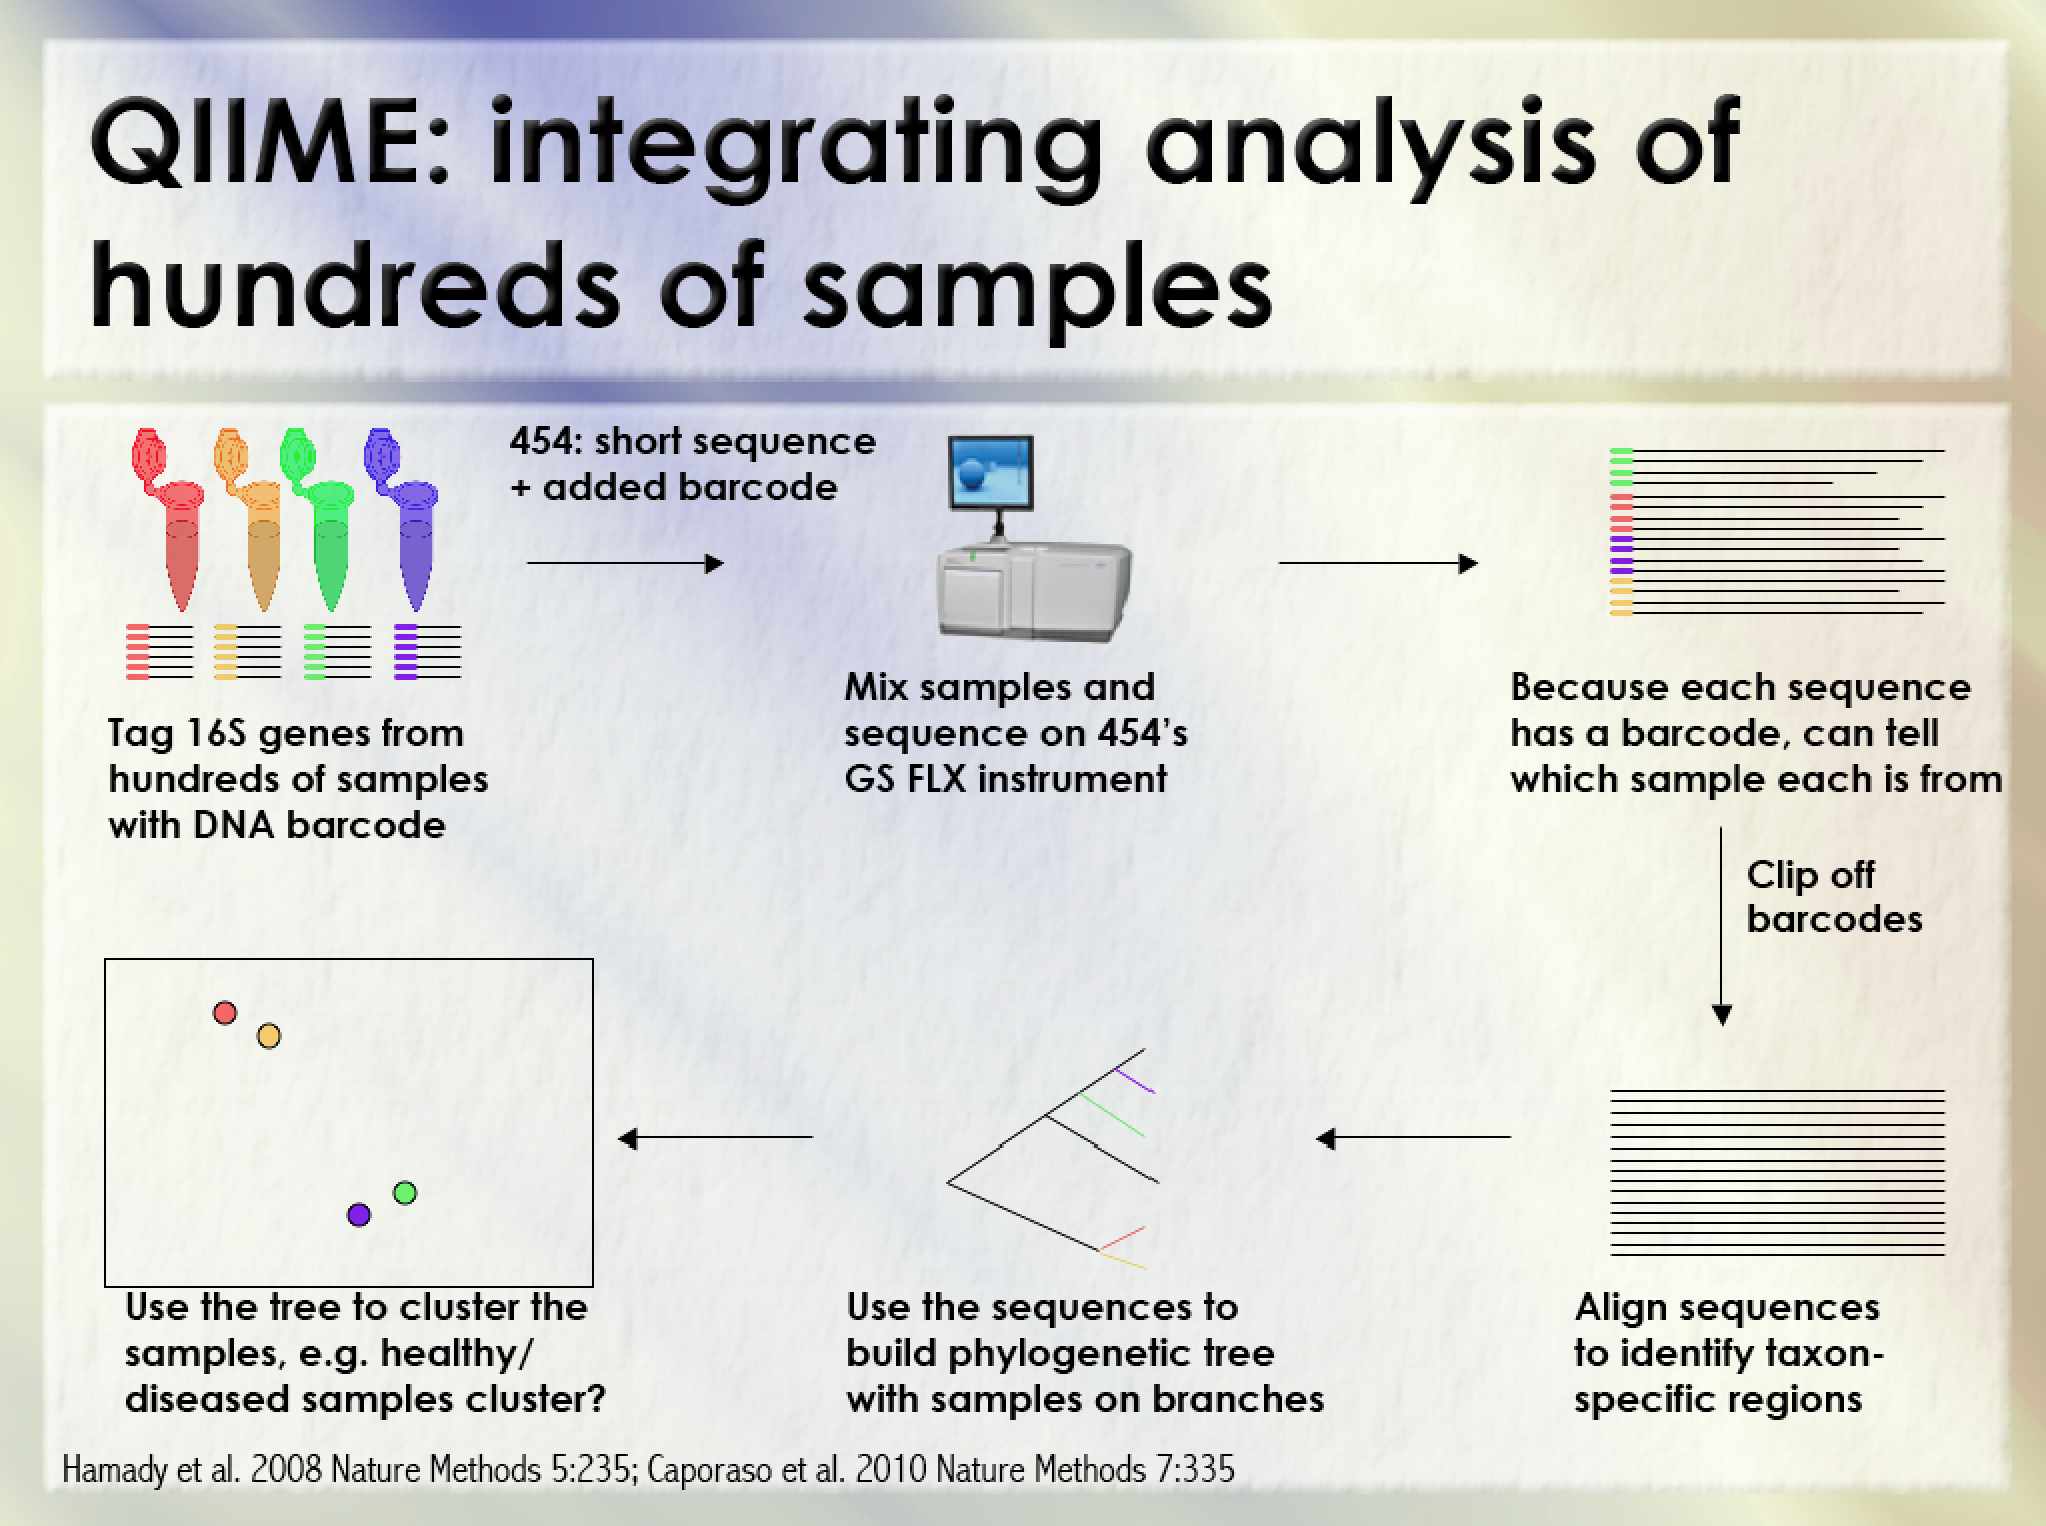 QIIME: integrating analysis of
hundreds of samples
454: short sequence
+ added barcode
Tag 16S genes from
hundreds of samples
with DNA barcode
Mix samples and
sequence on 454's
GS FLX instrument
Because each sequence
has a barcode, can tell
which sample each is from
Clip off
barcodes
Align sequences
to identify taxon-
specific regions
Use the sequences to
build phylogenetic tree
with samples on branches
Use the tree to cluster the
samples, e.g. healthy/
diseased samples cluster?
Hamady et al. 2008 Nature Methods 5:235; Caporaso et al. 2010 Nature Methods 7:335